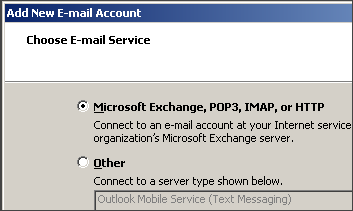 Add New E-mail Account
Choose E-mail Service
Microsoft Exchange, POP3, IMAP, or HTTP
Connect to an e-mail account at your Internet service
organization's Microsoft Exchange server.
Other
Connect to a server type shown below.
Outlook Mobile Service (Text Messaging)